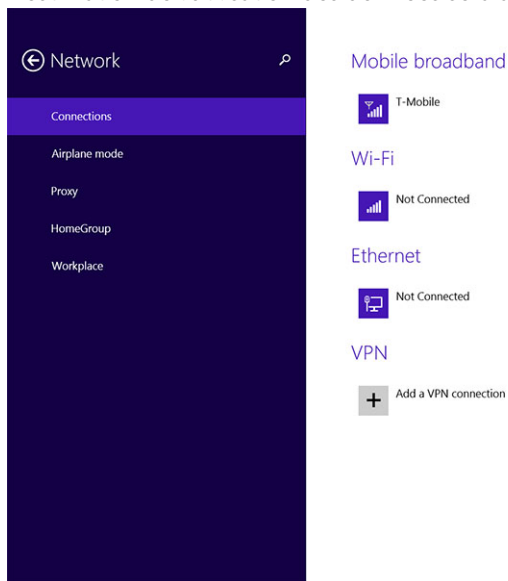 Network
Connections
Airplane mode
Proxy
HomeGroup
Workplace
Mobile broadband
T-Mobile
Wi-Fi
Not Connected
Ethernet
Not Connected
VPN
Add a VPN connection